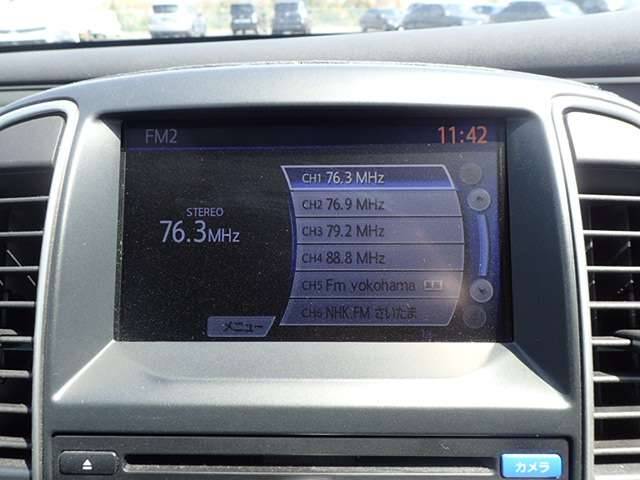 FM2
11:42
STEREO
76.3MHz
CH1 76.3 MHz
CH2 76.9 MHz
CH3 79.2 MHz
CH4 88.8 MHz
CH5 Fm yokohama
CH6 NHK FM さいたま
メニュー
カメラ